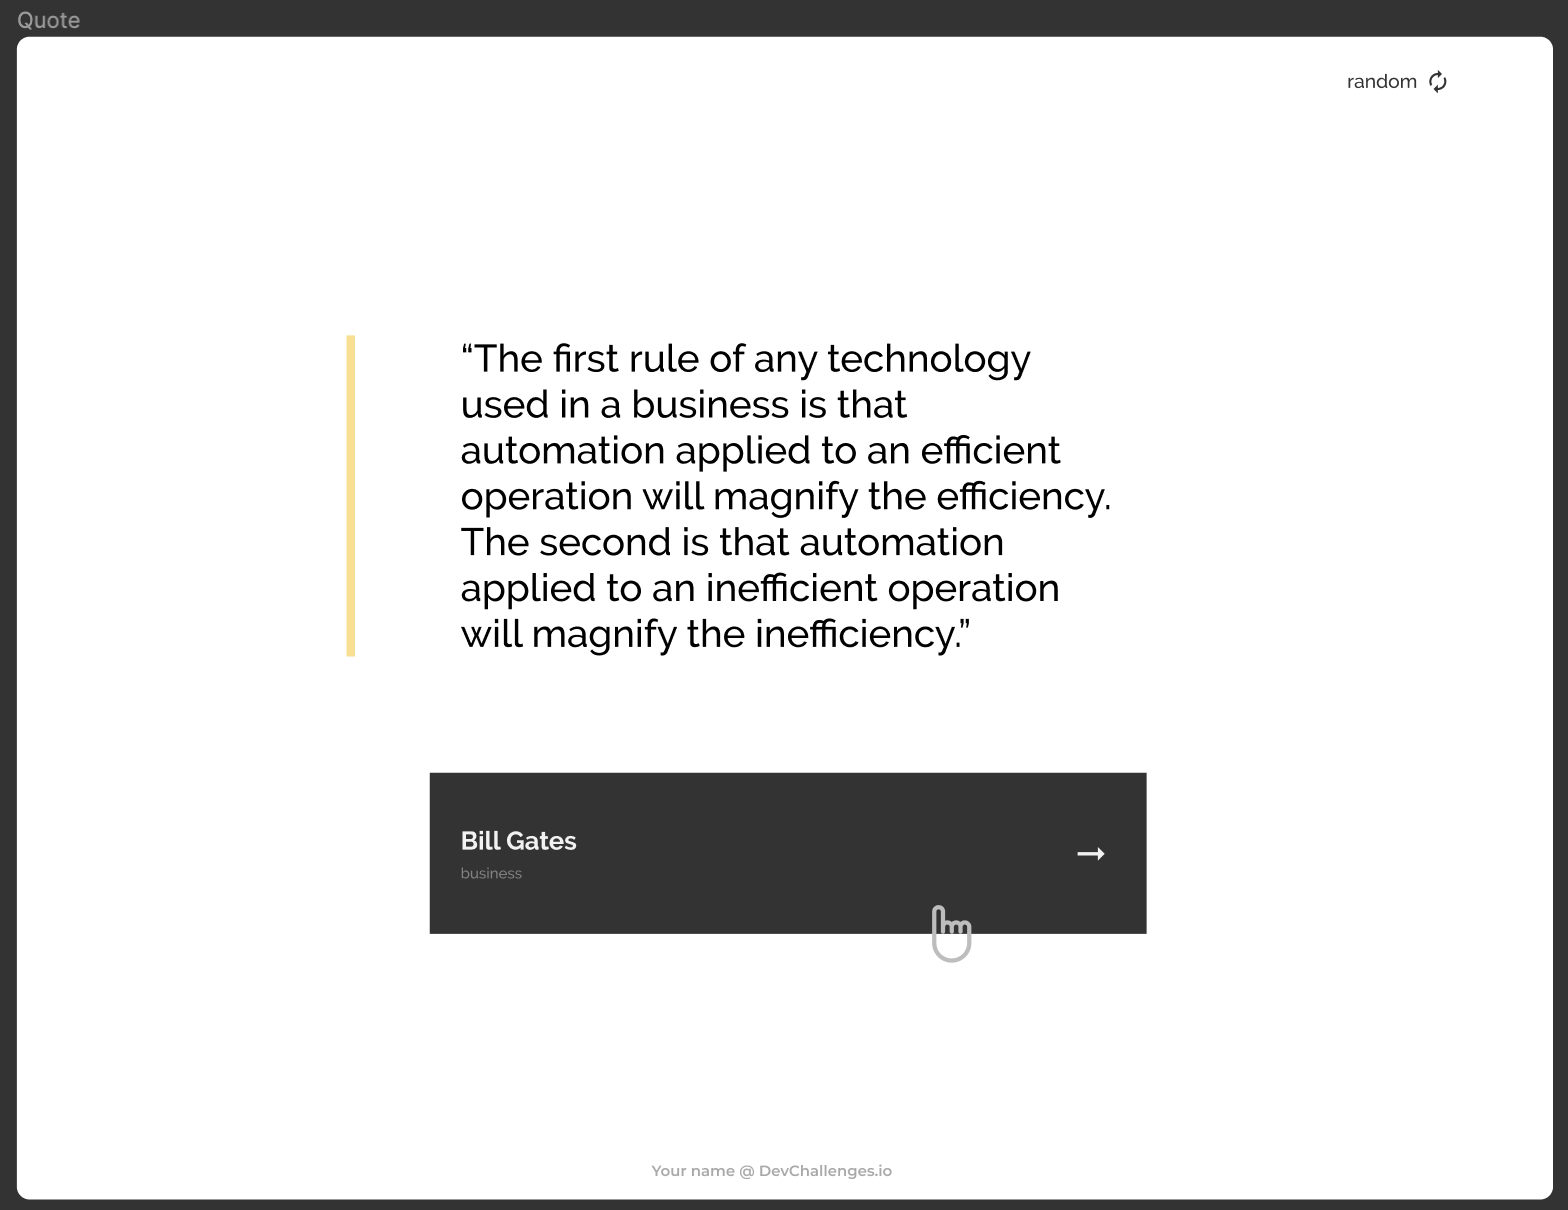 Quote
random
“The first rule of any technology
used in a business is that
automation applied to an efficient
operation will magnify the efficiency.
The second is that automation
applied to an inefficient operation
will magnify the inefficiency.”
Bill Gates
business
Your name @ DevChallenges.io